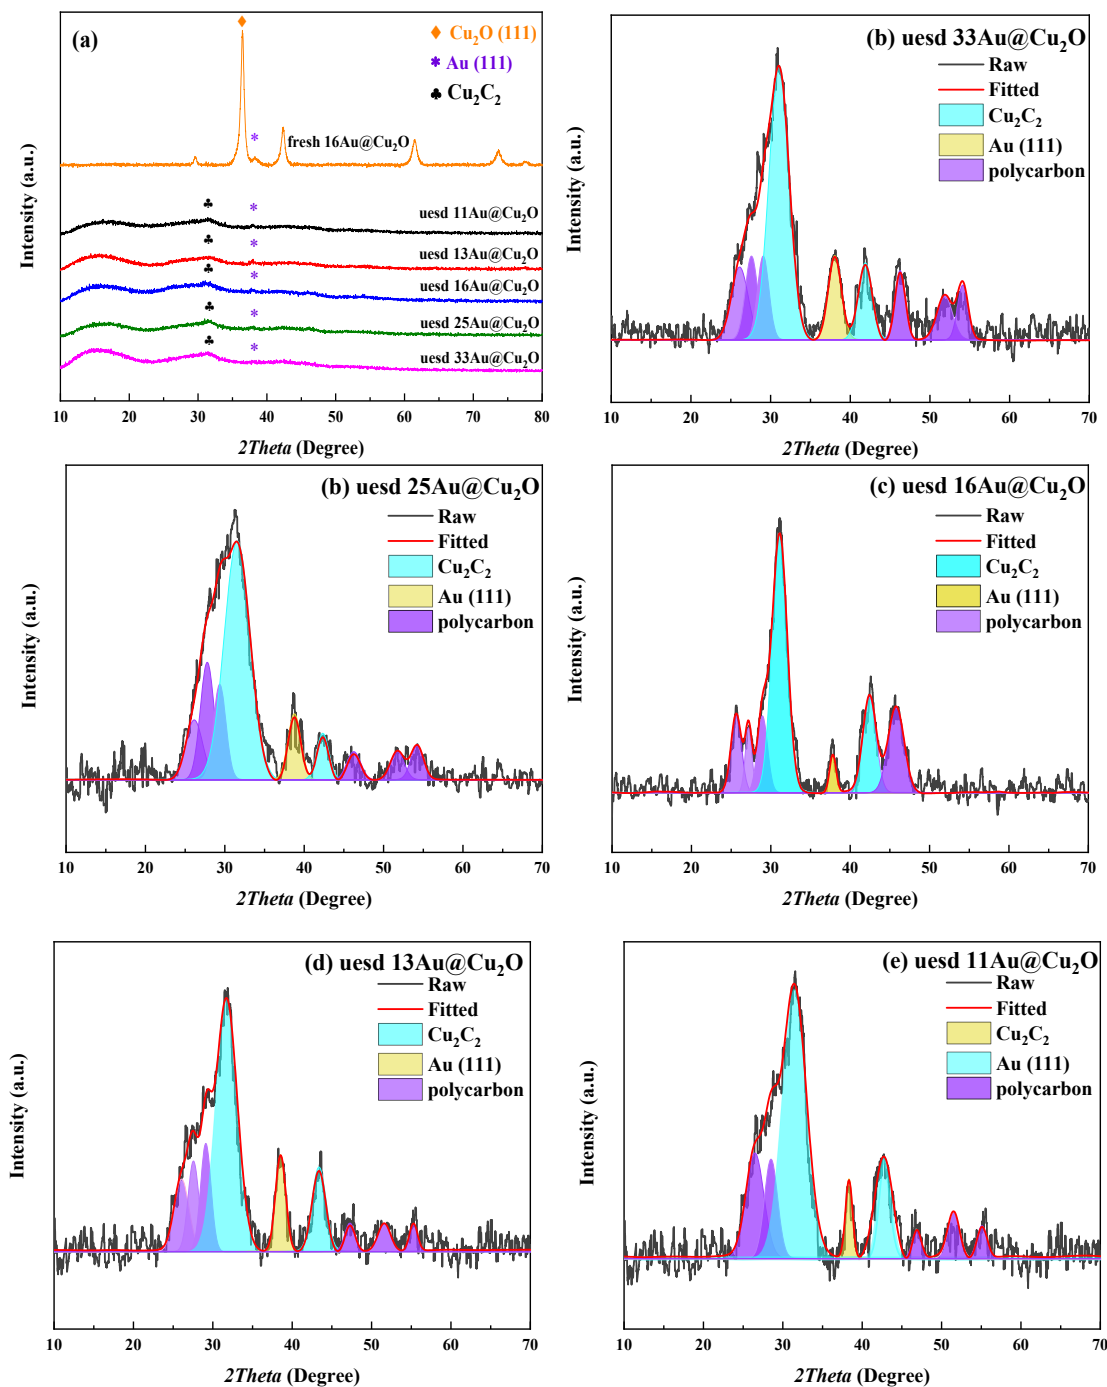 (a)
♦ Cu₂O (111)
* Au (111)
♣ Cu₂C₂
fresh 16Au@Cu₂O
uesd 11Au@Cu₂O
uesd 13Au@Cu₂O
uesd 16Au@Cu₂O
uesd 25Au@Cu₂O
uesd 33Au@Cu₂O
Intensity (a.u.)
10 20 30 40 50 60 70 80
2Theta (Degree)
(b) uesd 33Au@Cu₂O
Raw
Fitted
Cu₂C₂
Au (111)
polycarbon
Intensity (a.u.)
10 20 30 40 50 60 70
2Theta (Degree)
(b) uesd 25Au@Cu₂O
Raw
Fitted
Cu₂C₂
Au (111)
polycarbon
Intensity (a.u.)
10 20 30 40 50 60 70
2Theta (Degree)
(c) uesd 16Au@Cu₂O
Raw
Fitted
Cu₂C₂
Au (111)
polycarbon
Intensity (a.u.)
10 20 30 40 50 60 70
2Theta (Degree)
(d) uesd 13Au@Cu₂O
Raw
Fitted
Cu₂C₂
Au (111)
polycarbon
Intensity (a.u.)
10 20 30 40 50 60 70
2Theta (Degree)
(e) uesd 11Au@Cu₂O
Raw
Fitted
Cu₂C₂
Au (111)
polycarbon
Intensity (a.u.)
10 20 30 40 50 60 70
2Theta (Degree)